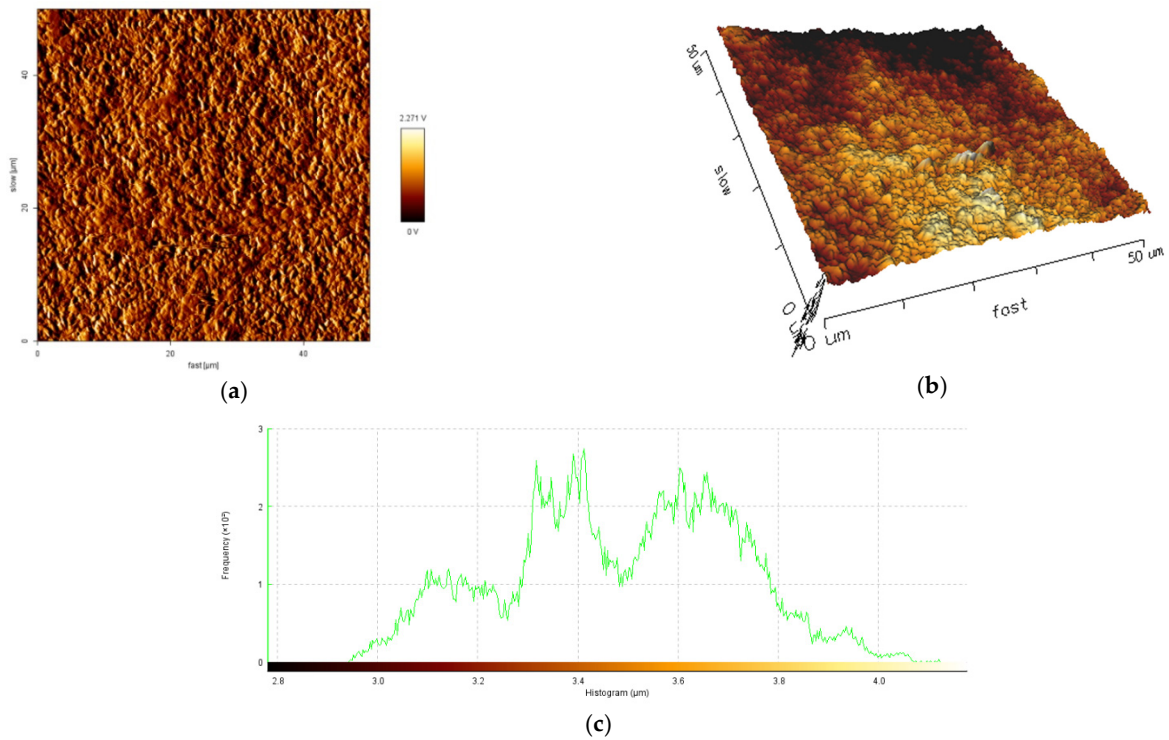 40
20
0
slow [µm]
0
20
40
fast [µm]
2.271 V
0 V
(a)
50 um
slow
0 um
0 um
fast
50 um
(b)
3
2
1
0
Frequency (×10²)
2.8
3.0
3.2
3.4
3.6
3.8
4.0
Histogram (µm)
(c)